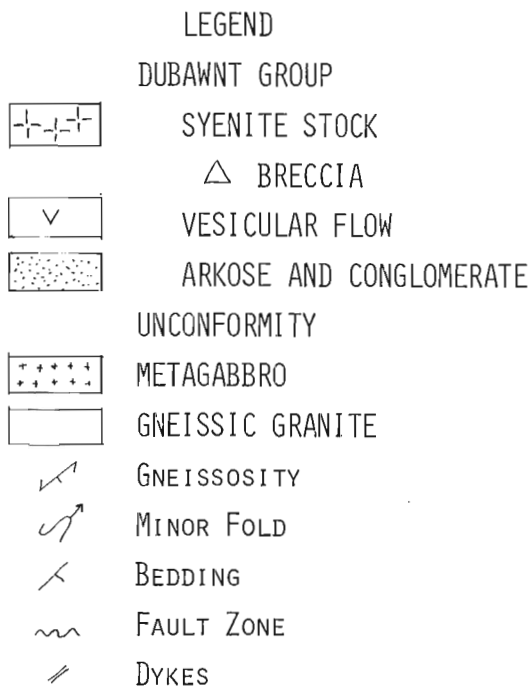 LEGEND
DUBAWNT GROUP
SYENITE STOCK
BRECCIA
VESICULAR FLOW
ARKOSE AND CONGLOMERATE
UNCONFORMITY
METAGABBRO
GNEISSIC GRANITE
GNEISSOSITY
MINOR FOLD
BEDDING
FAULT ZONE
DYKES